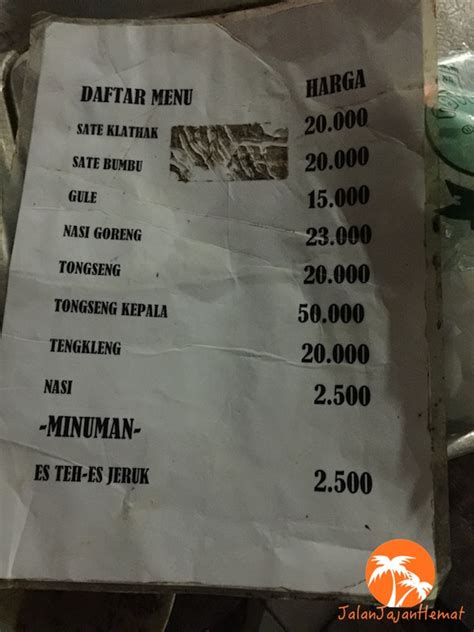 DAFTAR MENU HARGA
SATE KLATHAK 20.000
SATE BUMBU 20.000
GULE 15.000
NASI GORENG 23.000
TONGSENG 20.000
TONGSENG KEPALA 50.000
TENGKLENG 20.000
NASI 2.500
-MINUMAN-
ES TEH-ES JERUK 2.500
JalanJajanHemat